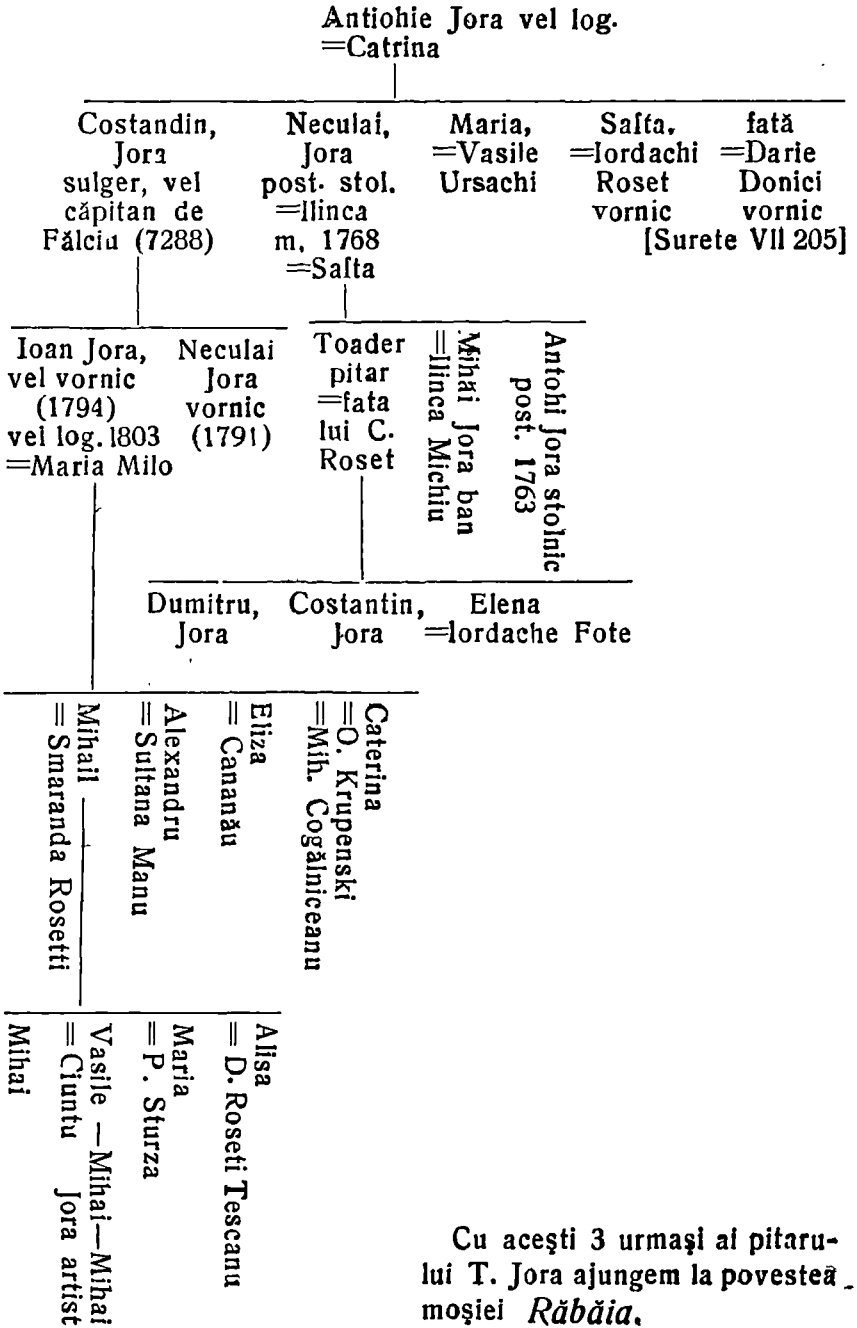 Antiohie Jora vel log.
=Catrina
Costandin,
Jora
sulger, vel
căpitan de
Fălciu (7288)
Neculai,
Jora
post. stol.
=Ilinca
m, 1768
=Safta
Maria,
=Vasile
Ursachi
Safta,
=Iordachi
Roset
vornic
fată
=Darie
Donici
vornic
[Surete VII 205]
Ioan Jora,
vel vornic
(1794)
vel log. 1803
=Maria Milo
Neculai
Jora
vornic
(1791)
Toader
pitar
=fata
lui C.
Roset
Mihai Jora ban
=Ilinca Michiu
Antohi Jora stolnic
post. 1763
Dumitru,
Jora
Costantin,
Jora
Elena
=Iordache Fote
Mihail
= Smaranda Rosetti
Alexandru
= Sultana Manu
Eliza
= Cananău
Caterina
=O. Krupenski
=Mih. Cogălniceanu
Mihai
Vasile —Mihai—Mihai
= Ciuntu Jora artist
Maria
= P. Sturza
Alisa
= D. Roseti Tescanu
Cu aceşti 3 urmaşi ai pitaru-
lui T. Jora ajungem la povestea
moşiei Răbăia.